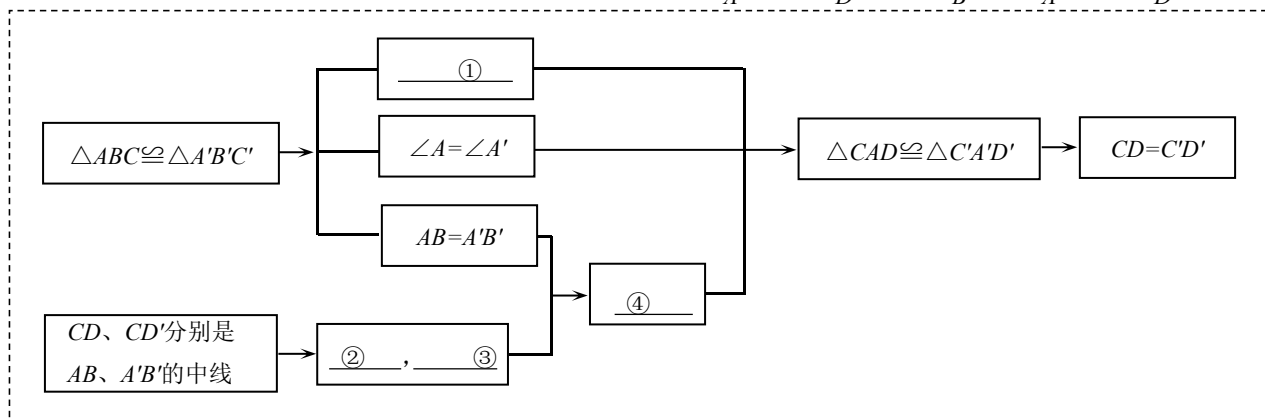 A D B A D
①
△ABC≌△A'B'C'
∠A=∠A'
△CAD≌△C'A'D'
CD=C'D'
AB=A'B'
④
CD、CD'分别是
AB、A'B'的中线
②，③